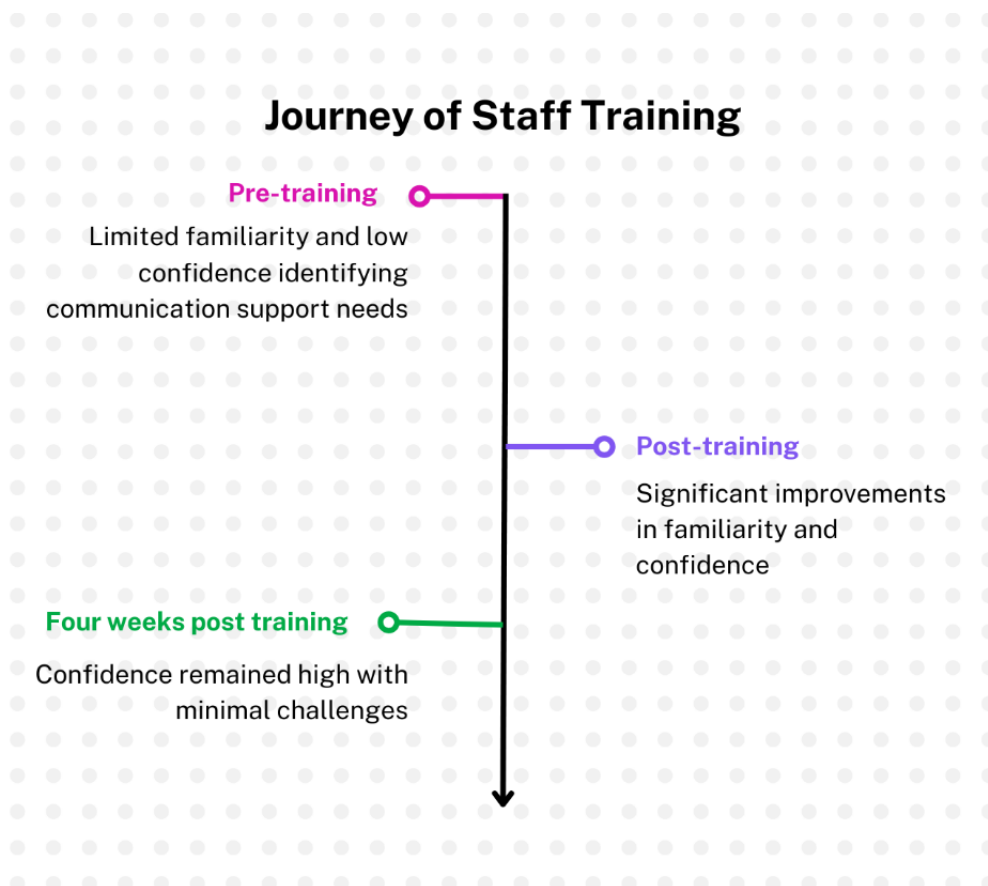 Journey of Staff Training
Pre-training
Limited familiarity and low
confidence identifying
communication support needs
Post-training
Significant improvements
in familiarity and
confidence
Four weeks post training
Confidence remained high with
minimal challenges